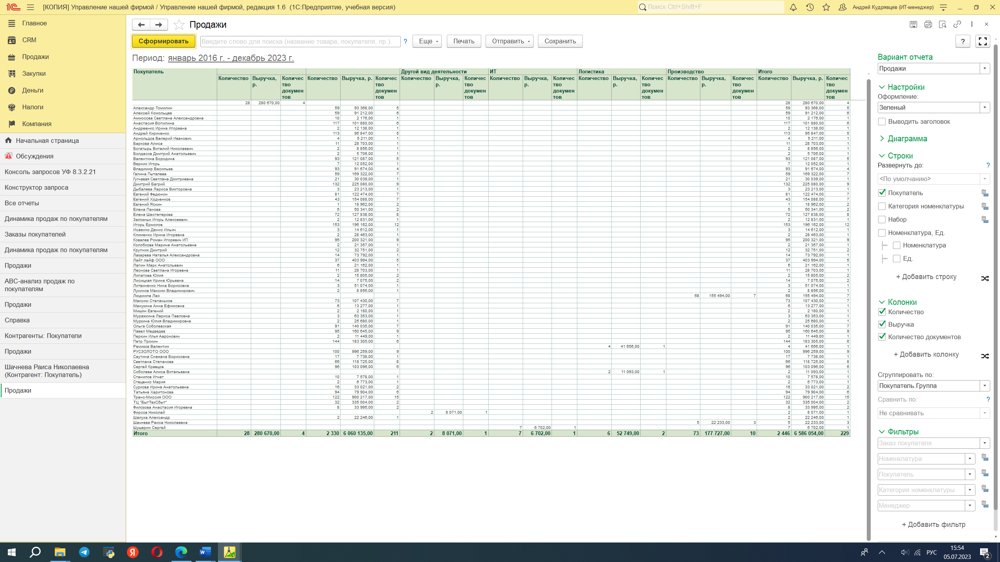 [КОПИЯ] Управление нашей фирмой / Управление нашей фирмой, редакция 1.6 (1С:Предприятие, учебная версия)
Поиск Ctrl+Shift+F
Андрей Кудрявцев (ИТ-менеджер)
Главное
CRM
Продажи
Закупки
Деньги
Налоги
Компания
Начальная страница
Обсуждения
Консоль запросов УФ 8.3.2.21
Конструктор запроса
Все отчеты
Динамика продаж по покупателям
Заказы покупателей
Динамика продаж по покупателям
Продажи
АВС-анализ продаж по
покупателям
Продажи
Справка
Контрагенты: Покупатели
Продажи
Шачнева Раиса Николаевна
(Контрагент: Покупатель)
Продажи
Продажи
Сформировать
Введите слово для поиска (название товара, покупателя, пр.).
?
Еще
Печать
Отправить
Сохранить
?
Период: январь 2016 г. - декабрь 2023 г.
Покупатель Другой вид деятельности ИТ Логистика Производство Итого
Количество Выручка, р. Количес тво докумен тов Количество Выручка, р. Количес тво докумен тов Количество Выручка, р. Количес тво докумен тов Количество Выручка, р. Количес тво докумен тов Количество Выручка, р. Количес тво докумен тов Количество Выручка, р. Количес тво докумен тов Количество Выручка, р. Количес тво докумен тов
28 280 670,00 4 28 280 670,00 4
Александр Томилин 59 93 368,00 5 59 93 368,00 5
Алексей Комольцев 59 91 212,00 6 59 91 212,00 6
Аммосова Светлана Александровна 10 2 176,00 1 10 2 176,00 1
Анастасия Вопилина 117 101 880,00 6 117 101 880,00 6
Андреенко Ирина Игоревна 2 12 138,00 1 2 12 138,00 1
Андрей Кириченко 113 95 847,00 5 113 95 847,00 5
Арнольдов Валерий Иванович 4 5 211,00 1 4 5 211,00 1
Баркова Алиса 11 28 703,00 1 11 28 703,00 1
Богатырь Виталий Николаевич 2 8 856,00 1 2 8 856,00 1
Болдасов Дмитрий Анатольевич 2 5 706,00 1 2 5 706,00 1
Валентина Бородина 93 121 087,00 5 93 121 087,00 5
Верник Игорь 7 12 052,00 1 7 12 052,00 1
Владимир Васильев 93 91 674,00 4 93 91 674,00 4
Галина Пыталева 59 169 322,00 7 59 169 322,00 7
Гугнавая Светлана Дмитриевна 21 30 039,00 1 21 30 039,00 1
Дмитрий Багрий 132 225 080,00 9 132 225 080,00 9
Дыбалева Лариса Викторовна 3 23 213,00 1 3 23 213,00 1
Евгений Федюнин 81 122 474,00 7 81 122 474,00 7
Евгений Ходченков 43 154 088,00 7 43 154 088,00 7
Евгений Яскин 1 18 962,00 2 1 18 962,00 2
Елена Панова 5 50 341,00 2 5 50 341,00 2
Елена Шестеперова 72 127 838,00 8 72 127 838,00 8
Залозных Игорь Алексеевич 2 12 831,00 1 2 12 831,00 1
Игорь Ермолов 153 196 162,00 12 153 196 162,00 12
Исаенко Денис Ильич 3 14 612,00 1 3 14 612,00 1
Клименко Ирина Игоревна 2 28 463,00 1 2 28 463,00 1
Ковалев Роман Игоревич ИП 95 200 321,00 9 95 200 321,00 9
Колобкова Марина Анатольевна 2 21 357,00 1 2 21 357,00 1
Крупник Дмитрий 12 32 751,00 2 12 32 751,00 2
Лазарева Наталья Александровна 14 73 792,00 1 14 73 792,00 1
Лайт лайф ООО 37 403 994,00 5 37 403 994,00 5
Лапин Марк Анатольевич 6 21 162,00 1 6 21 162,00 1
Леонова Светлана Игоревна 11 28 703,00 1 11 28 703,00 1
Липатова Юлия 2 15 805,00 2 2 15 805,00 2
Лисицкая Ирина Юрьевна 14 7 075,00 2 14 7 075,00 2
Литвиненко Нина Борисовна 3 51 074,00 1 3 51 074,00 1
Лукинов Максим Владимирович 2 8 856,00 1 2 8 856,00 1
Людмила Лао 68 155 494,00 7 68 155 494,00 7
Максим Степаньков 73 107 430,00 7 73 107 430,00 7
Манузина Анна Ефимовна 6 13 277,00 1 6 13 277,00 1
Мишин Евгений 2 2 180,00 1 2 2 180,00 1
Муражкина Лариса Павловна 3 63 353,00 1 3 63 353,00 1
Мурзина Юлия Владимировна 2 25 680,00 1 2 25 680,00 1
Ольга Соболевская 91 140 035,00 7 91 140 035,00 7
Павел Медведев 95 160 645,00 9 95 160 645,00 9
Перкин Илья Ааронович 2 11 449,00 1 2 11 449,00 1
Петр Прокин 144 183 305,00 6 144 183 305,00 6
Ремизов Валентин 4 41 656,00 1 4 41 656,00 1
РУСЗОЛОТО ООО 100 996 259,00 9 100 996 259,00 9
Саутина Снежана Борисовна 17 7 738,00 1 17 7 738,00 1
Светлана Степанова 66 118 725,00 8 66 118 725,00 8
Сергей Кравцов 96 103 096,00 6 96 103 096,00 6
Соболева Алиса Витальевна 2 11 093,00 1 2 11 093,00 1
Станилов Игнат 10 7 578,00 1 10 7 578,00 1
Стеценко Мария 2 6 773,00 1 2 6 773,00 1
Суркова Ирина Анатольевна 16 33 021,00 2 16 33 021,00 2
Татьяна Харитонова 94 79 904,00 6 94 79 904,00 6
Транс-Миссия ООО 122 900 217,00 15 122 900 217,00 15
ТЦ "БытТехСбыт" 32 335 004,00 2 32 335 004,00 2
Филозова Анастасия Игоревна 8 33 995,00 2 8 33 995,00 2
Фирсов Николай 2 8 071,00 1 2 8 071,00 1
Шалуха Александр 2 22 246,00 1 2 22 246,00 1
Шачнева Раиса Николаевна 5 22 233,00 3 5 22 233,00 3
Шушарин Сергей 7 6 702,00 1 7 6 702,00 1
Итого 28 280 670,00 4 2 330 6 060 135,00 211 2 8 071,00 1 7 6 702,00 1 6 52 749,00 2 73 177 727,00 10 2 446 6 586 054,00 229
Вариант отчета
Продажи
Настройки
Оформление:
Зеленый
Выводить заголовок
Диаграмма
Строки
Развернуть до: ?
<По умолчанию>
Покупатель
Категория номенклатуры
Набор
Номенклатура, Ед.
Номенклатура
Ед.
+ Добавить строку
Колонки
Количество
Выручка
Количество документов
+ Добавить колонку
Сгруппировать по:
Покупатель.Группа
Сравнить по: ?
Не сравнивать
Фильтры
Заказ покупателя
Номенклатура
Покупатель
Категория номенклатуры
Менеджер
+ Добавить фильтр
РУС
15:54
05.07.2023
2